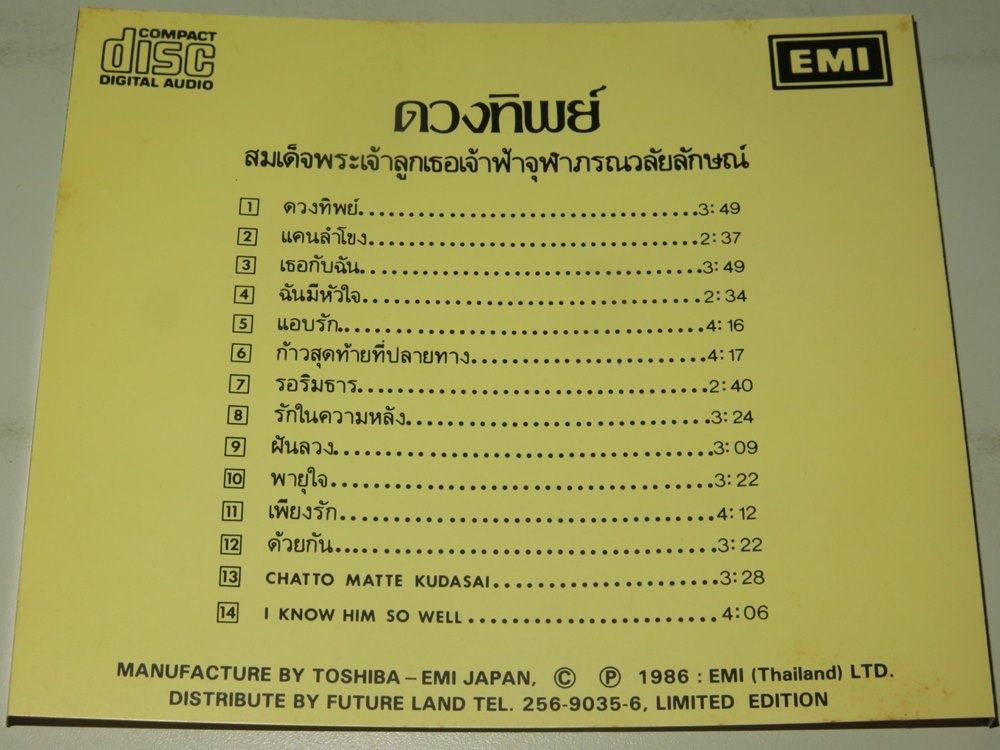 COMPACT
disc
DIGITAL AUDIO
EMI
ดวงทิพย์
สมเด็จพระเจ้าลูกเธอเจ้าฟ้าจุฬาภรณวลัยลักษณ์
1 ดวงทิพย์..................................3:49
2 แคนลำโขง.................................2:37
3 เธอกับฉัน..................................3:49
4 ฉันมีหัวใจ..................................2:34
5 แอบรัก....................................4:16
6 ก้าวสุดท้ายที่ปลายทาง........................4:17
7 รอริมธาร...................................2:40
8 รักในความหลัง..............................3:24
9 ฝันลวง.....................................3:09
10 พายุใจ.....................................3:22
11 เพียงรัก....................................4:12
12 ด้วยกัน.....................................3:22
13 CHATTO MATTE KUDASAI......................3:28
14 I KNOW HIM SO WELL........................4:06
MANUFACTURE BY TOSHIBA – EMI JAPAN, © ℗ 1986 : EMI (Thailand) LTD.
DISTRIBUTE BY FUTURE LAND TEL. 256-9035-6, LIMITED EDITION